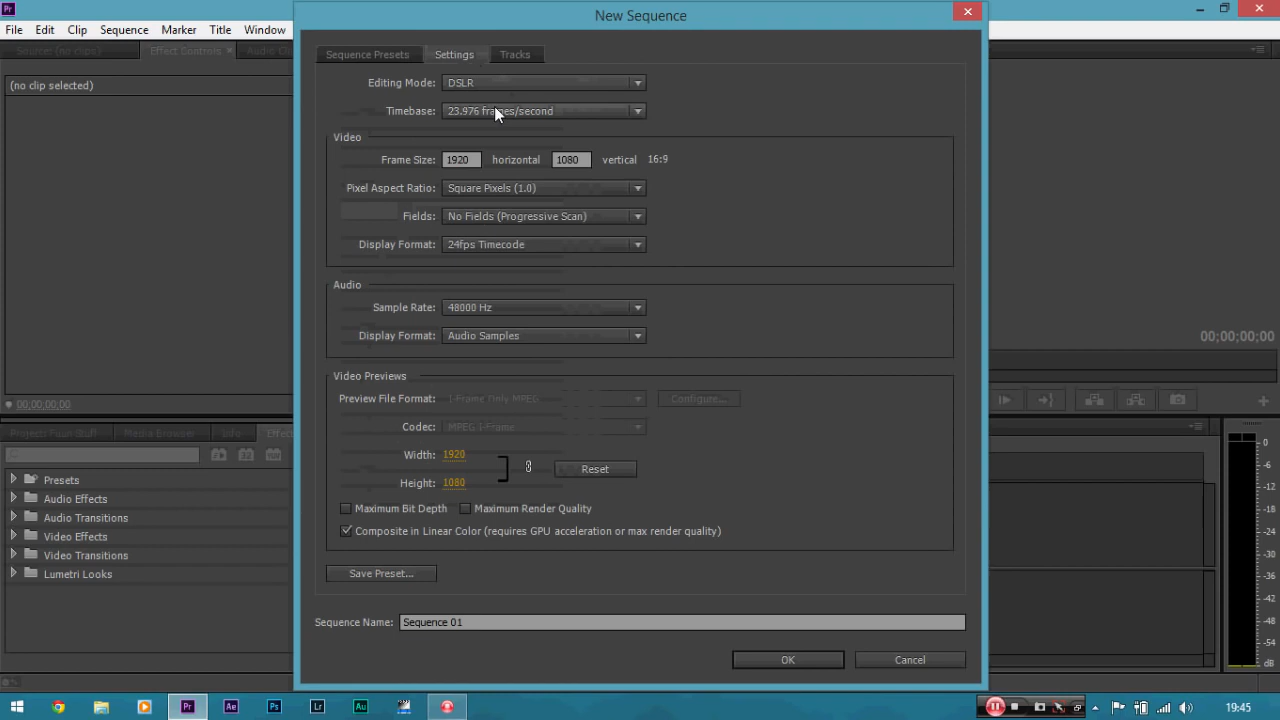 Pr
New Sequence
File Edit Clip Sequence Marker Title Window
Source: (no clips) Effect Controls
(no clip selected)
Sequence Presets Settings Tracks
Editing Mode: DSLR
Timebase: 23.976 frames/second
Video
Frame Size: 1920 horizontal 1080 vertical 16:9
Pixel Aspect Ratio: Square Pixels (1.0)
Fields: No Fields (Progressive Scan)
Display Format: 24fps Timecode
Audio
Sample Rate: 48000 Hz
Display Format: Audio Samples
00;00;00;00
Video Previews
Preview File Format: I-Frame Only MPEG Configure...
Codec: MPEG I-Frame
Width: 1920
Height: 1080
Reset
Maximum Bit Depth Maximum Render Quality
Composite in Linear Color (requires GPU acceleration or max render quality)
Save Preset...
Sequence Name: Sequence 01
OK Cancel
00;00;00;00
Media Browser Info Effec
Presets
Audio Effects
Audio Transitions
Video Effects
Video Transitions
Lumetri Looks
0
-6
-12
-18
-24
-30
-36
-42
-48
-54
dB
Pr Ae Ps Lr Au
19:45